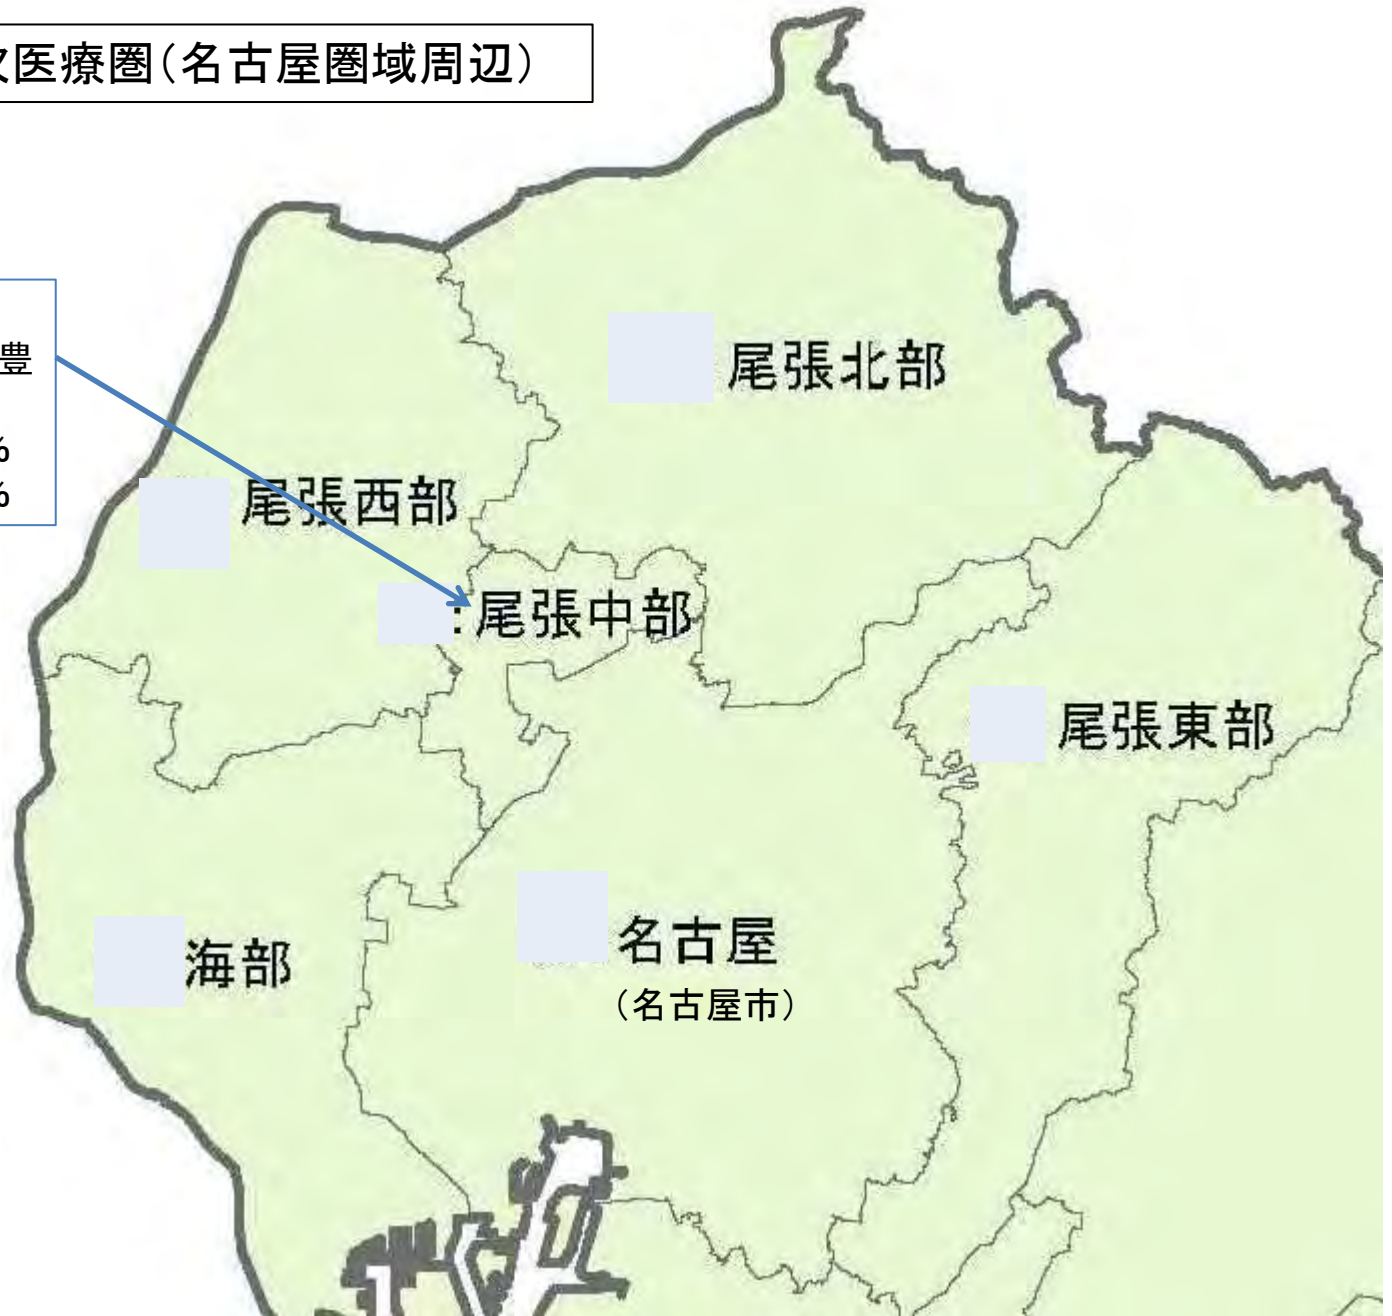 次医療圏(名古屋圏域周辺)
豊
%
%
尾張北部
尾張西部
:尾張中部
尾張東部
海部
名古屋
(名古屋市)